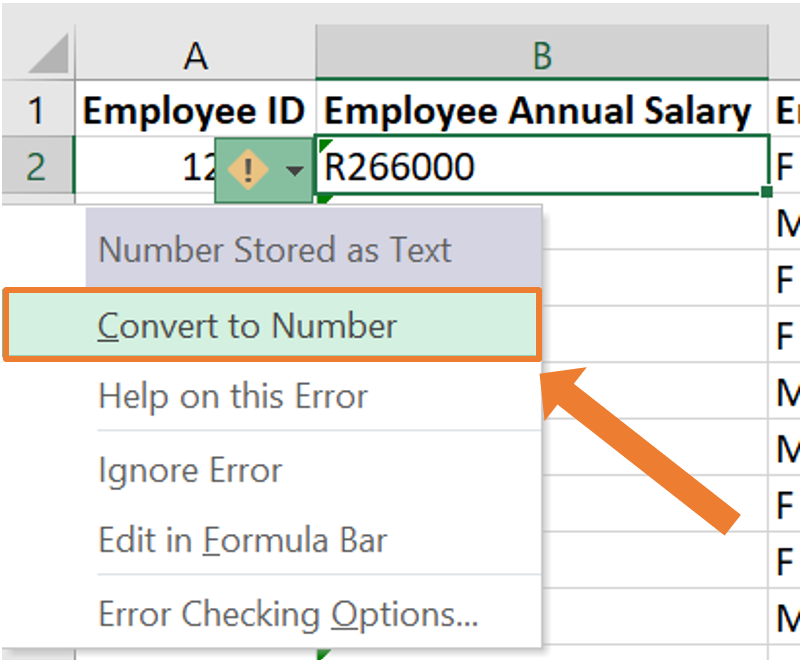 A B
1 Employee ID Employee Annual Salary
2 R266000 F
Number Stored as Text M
F
Convert to Number F
Help on this Error M
Ignore Error M
F
Edit in Formula Bar F
Error Checking Options... M